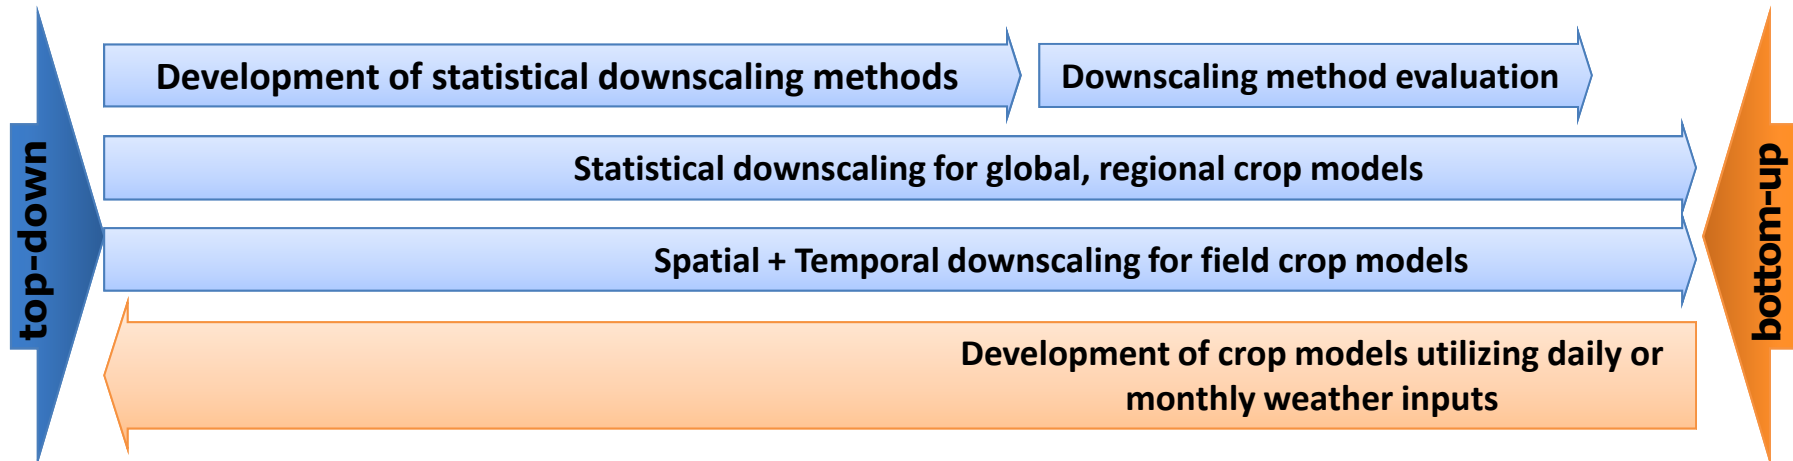 top-down
Development of statistical downscaling methods
Downscaling method evaluation
Statistical downscaling for global, regional crop models
Spatial + Temporal downscaling for field crop models
Development of crop models utilizing daily or
monthly weather inputs
bottom-up